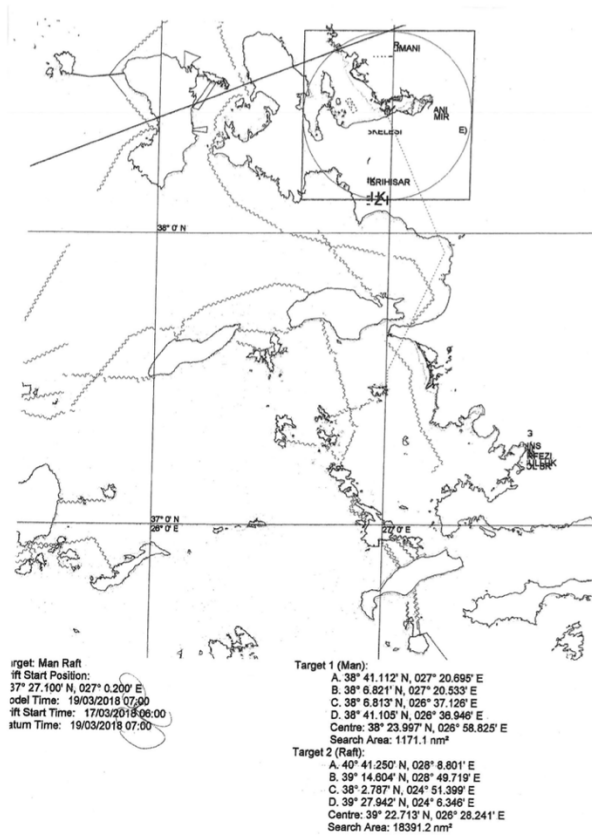 MANI
ANI
MIR
E)
ERIHISAR
38° 0' N
3
INS
37° 0' N
26° 0' E
27° 0' E
rget: Man Raft
ift Start Position:
37° 27.100' N, 027° 0.200' E
odel Time: 19/03/2018 07:00
ift Start Time: 17/03/2018 06:00
atum Time: 19/03/2018 07:00
Target 1 (Man):
A. 38° 41.112' N, 027° 20.695' E
B. 38° 6.821' N, 027° 20.533' E
C. 38° 6.813' N, 026° 37.126' E
D. 38° 41.105' N, 026° 36.946' E
Centre: 38° 23.997' N, 026° 58.825' E
Search Area: 1171.1 nm²
Target 2 (Raft):
A. 40° 41.250' N, 028° 8.801' E
B. 39° 14.604' N, 028° 49.719' E
C. 38° 2.787' N, 024° 51.399' E
D. 39° 27.942' N, 024° 6.346' E
Centre: 39° 22.713' N, 026° 28.241' E
Search Area: 18391.2 nm²